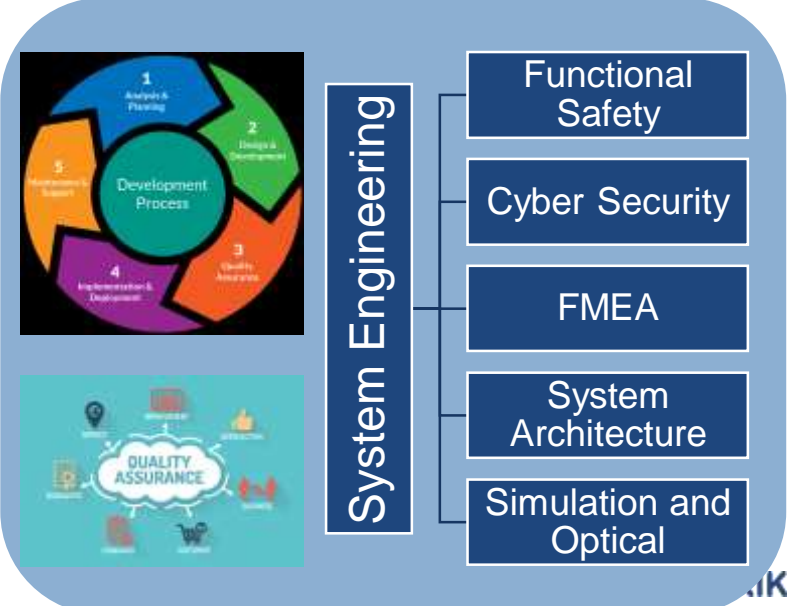 1
Analysis &
Planning
2
Design &
Development
3
Quality
Assurance
4
Implementation &
Deployment
5
Maintenance &
Support
Development
Process
QUALITY
ASSURANCE
System Engineering
Functional
Safety
Cyber Security
FMEA
System
Architecture
Simulation and
Optical